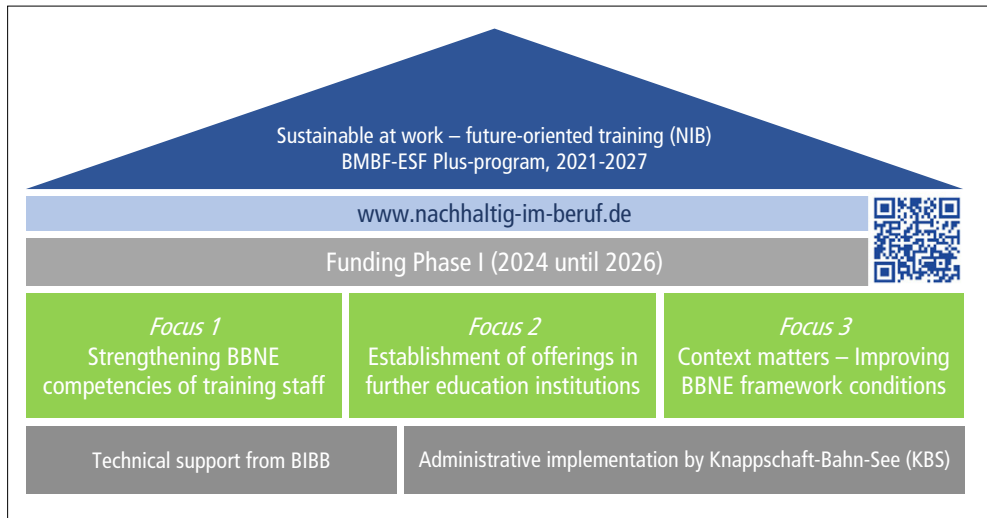 Sustainable at work – future-oriented training (NIB)
BMBF-ESF Plus-program, 2021-2027
www.nachhaltig-im-beruf.de
Funding Phase I (2024 until 2026)
Focus 1
Strengthening BBNE
competencies of training staff
Focus 2
Establishment of offerings in
further education institutions
Focus 3
Context matters – Improving
BBNE framework conditions
Technical support from BIBB
Administrative implementation by Knappschaft-Bahn-See (KBS)